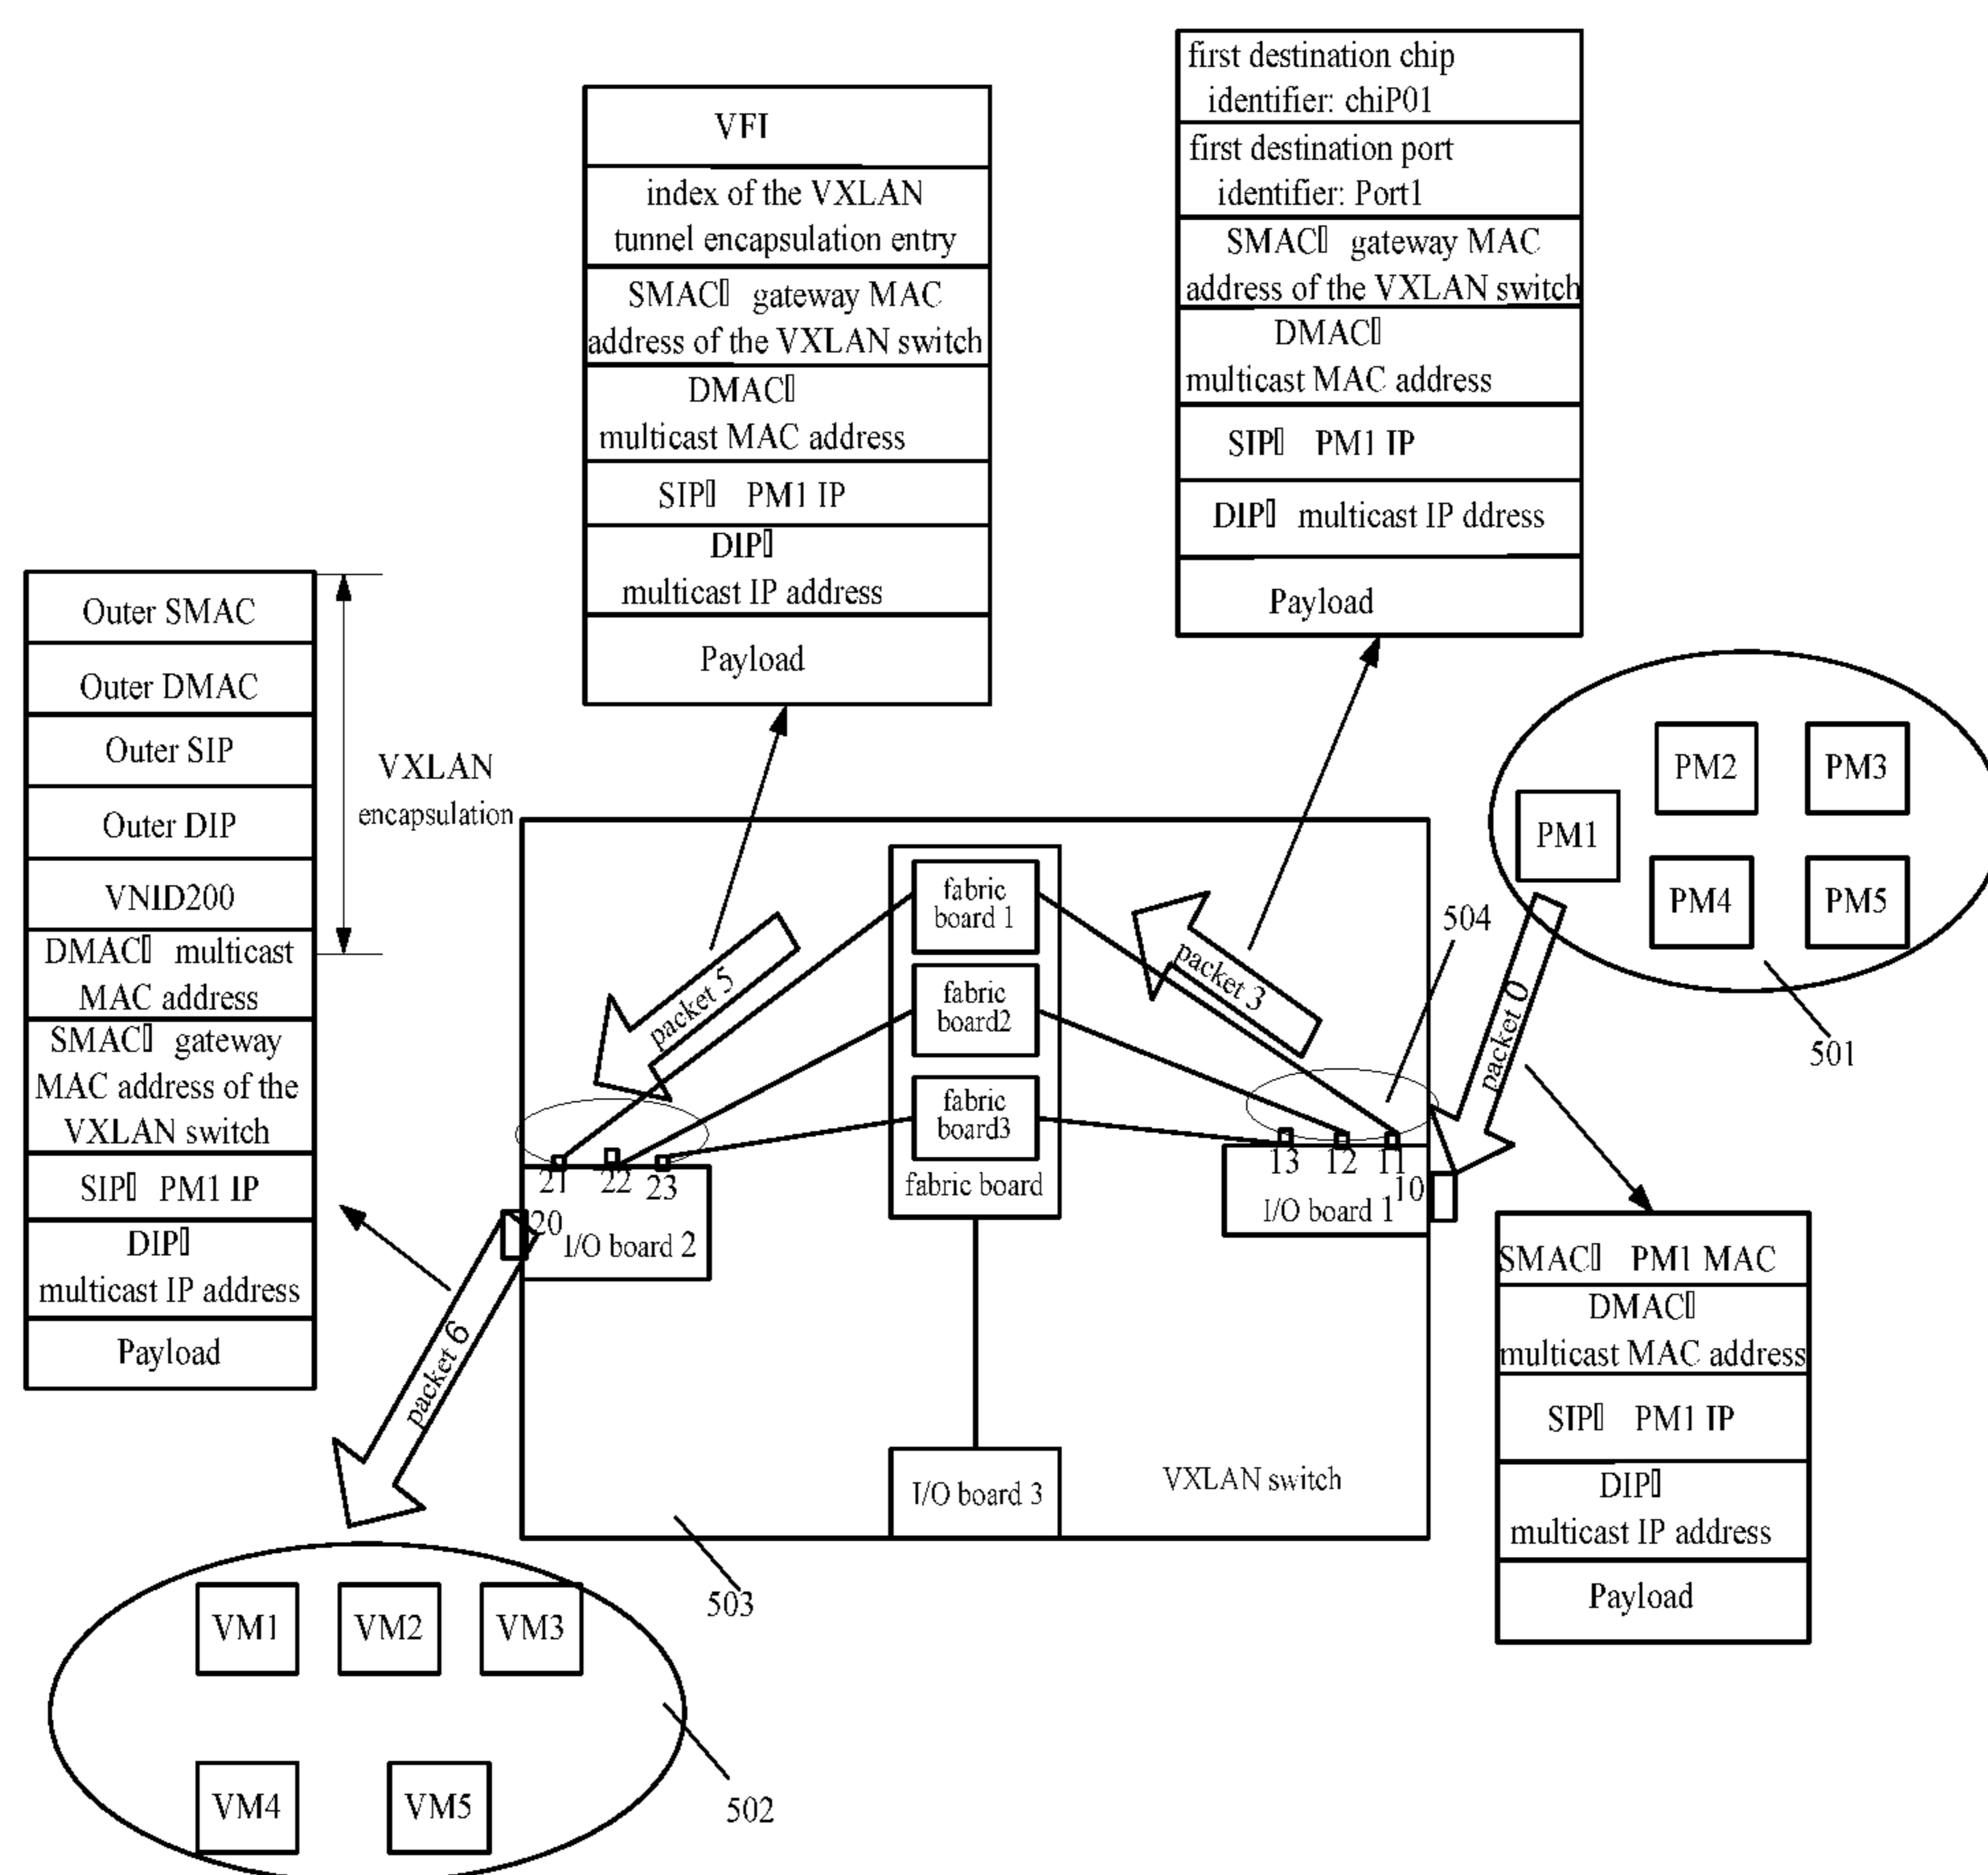 first destination chip
identifier: chiP01
first destination port
identifier: Port1
SMAC▯ gateway MAC
address of the VXLAN switch
DMAC▯
multicast MAC address
SIP▯ PM1 IP
DIP▯ multicast IP ddress
Payload
VFI
index of the VXLAN
tunnel encapsulation entry
SMAC▯ gateway MAC
address of the VXLAN switch
DMAC▯
multicast MAC address
SIP▯ PM1 IP
DIP▯
multicast IP address
Payload
Outer SMAC
Outer DMAC
Outer SIP
Outer DIP
VNID200
DMAC▯ multicast
MAC address
SMAC▯ gateway
MAC address of the
VXLAN switch
SIP▯ PM1 IP
DIP▯
multicast IP address
Payload
VXLAN
encapsulation
PM2
PM3
PM1
PM4
PM5
501
504
fabric
board 1
fabric
board2
fabric
board3
fabric board
packet 5
packet 3
packet 0
21
22
23
20
I/O board 2
13
12
11
10
I/O board 1
packet 6
I/O board 3
VXLAN switch
503
SMAC▯ PM1 MAC
DMAC▯
multicast MAC address
SIP▯ PM1 IP
DIP▯
multicast IP address
Payload
VM1
VM2
VM3
VM4
VM5
502